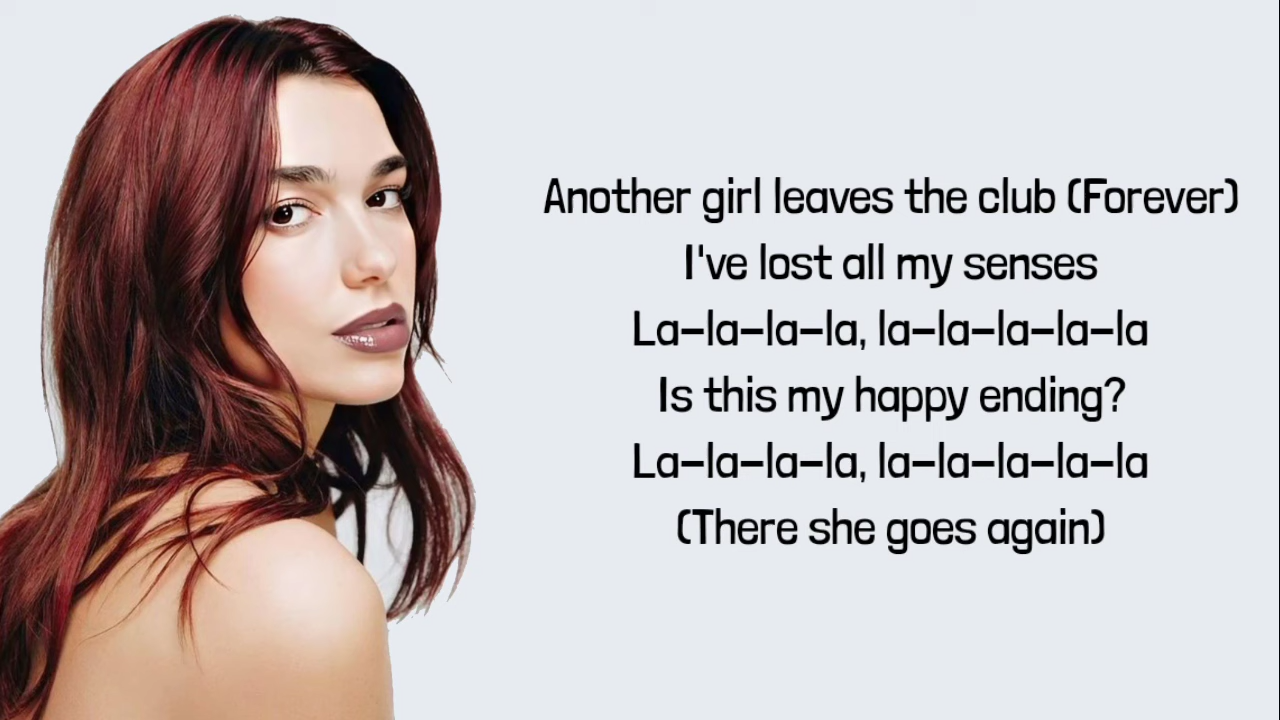 Another girl leaves the club (Forever)
I've lost all my senses
La–la–la–la, la–la–la–la–la
Is this my happy ending?
La–la–la–la, la–la–la–la–la
(There she goes again)